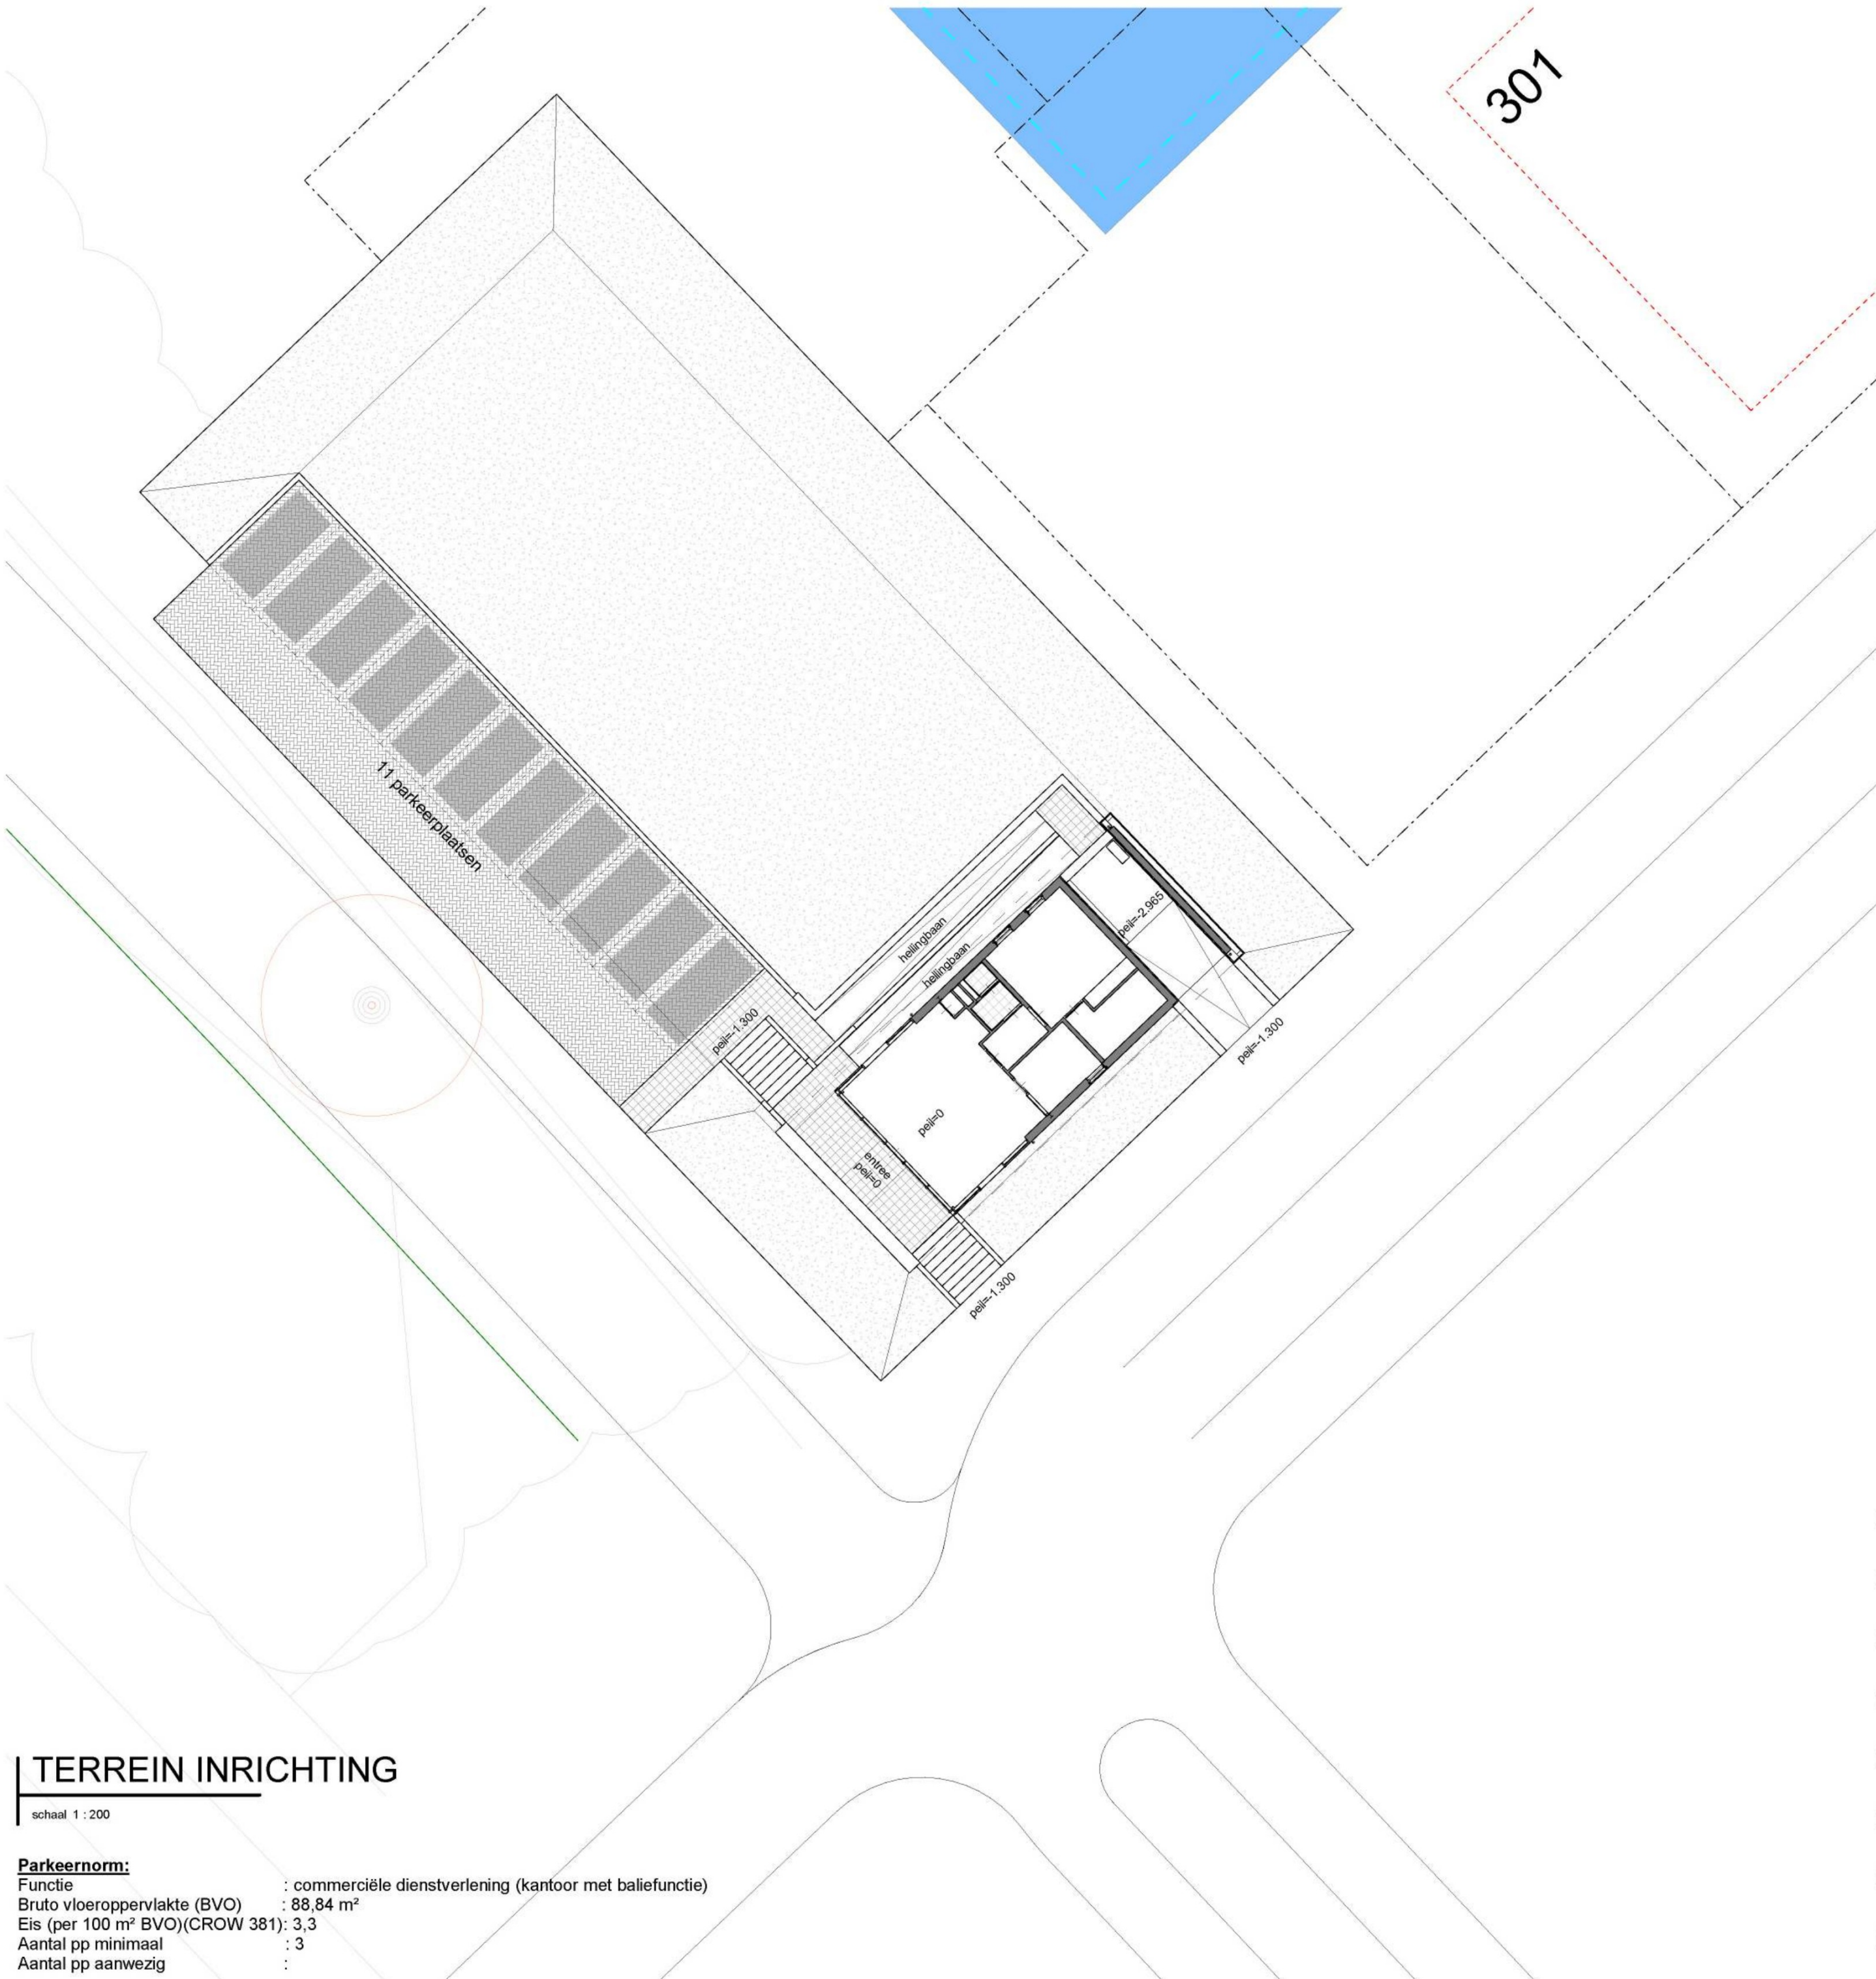 301
11 parkeerplaatsen
hellingbaan
hellingbaan
peil=-2.965
peil=-1.300
peil=-1.300
peil=0
entree
peil=0
peil=-1.300
TERREIN INRICHTING
schaal 1 : 200
Parkeernorm:
Functie : commerciële dienstverlening (kantoor met baliefunctie)
Bruto vloeroppervlakte (BVO) : 88,84 m²
Eis (per 100 m² BVO)(CROW 381): 3,3
Aantal pp minimaal : 3
Aantal pp aanwezig :